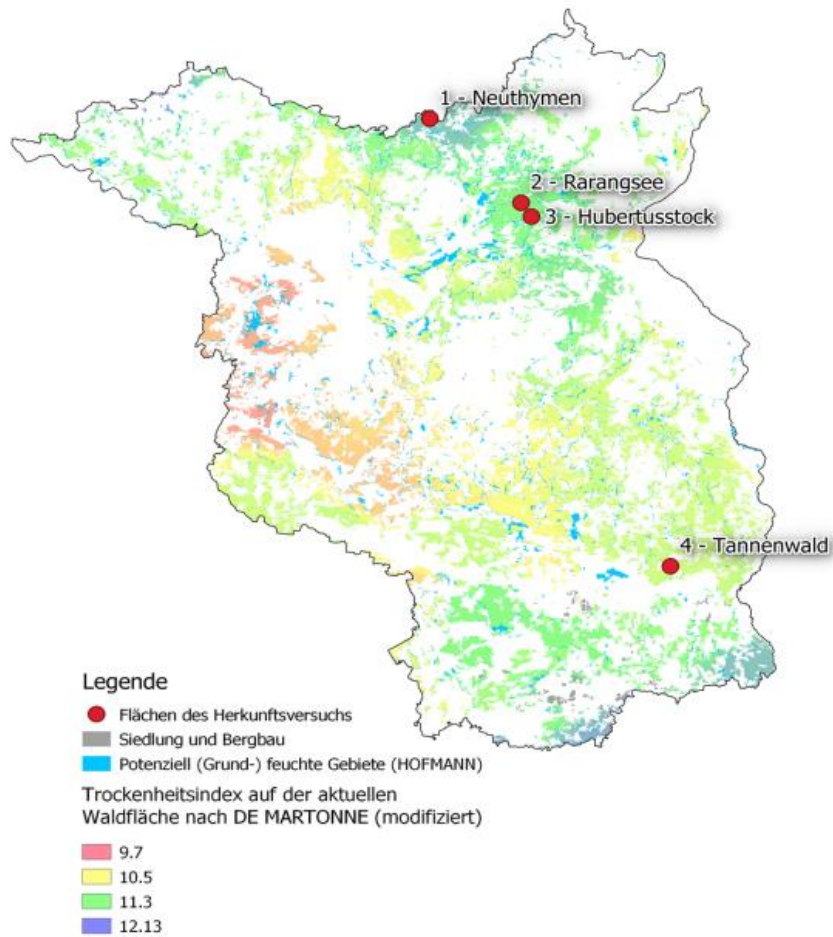 1 - Neuthymen
2 - Rarangsee
3 - Hubertusstock
4 - Tannenwald
Legende
Flächen des Herkunftsversuchs
Siedlung und Bergbau
Potenziell (Grund-) feuchte Gebiete (HOFMANN)
Trockenheitsindex auf der aktuellen
Waldfläche nach DE MARTONNE (modifiziert)
9.7
10.5
11.3
12.13